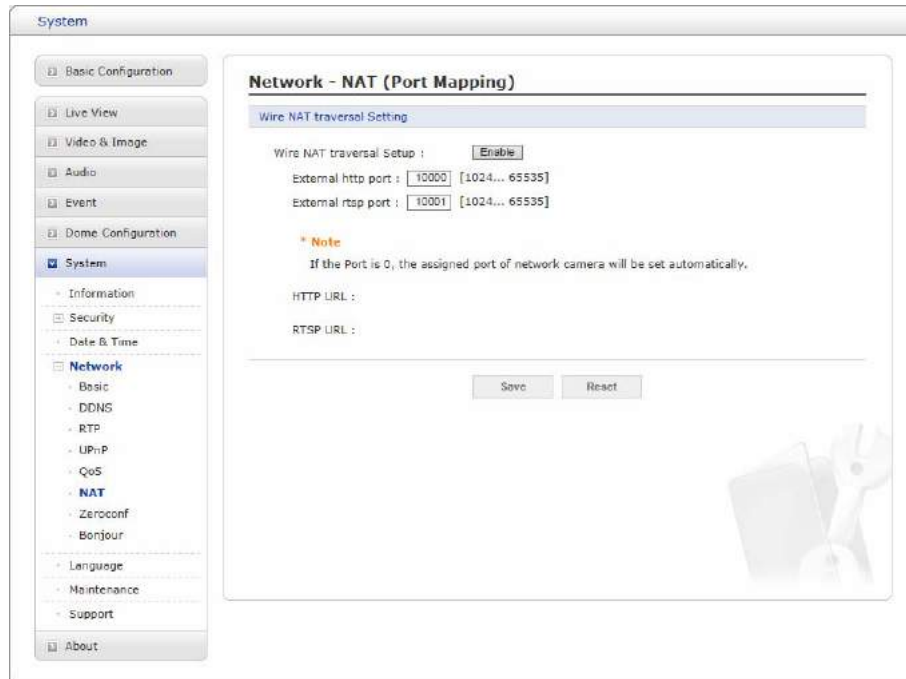 System
Basic Configuration
Live View
Video & Image
Audio
Event
Dome Configuration
System
Information
Security
Date & Time
Network
Basic
DDNS
RTP
UPnP
QoS
NAT
Zeroconf
Bonjour
Language
Maintenance
Support
About
Network - NAT (Port Mapping)
Wire NAT traversal Setting
Wire NAT traversal Setup : Enable
External http port : 10000 [1024... 65535]
External rtsp port : 10001 [1024... 65535]
* Note
If the Port is 0, the assigned port of network camera will be set automatically.
HTTP URL :
RTSP URL :
Save Reset